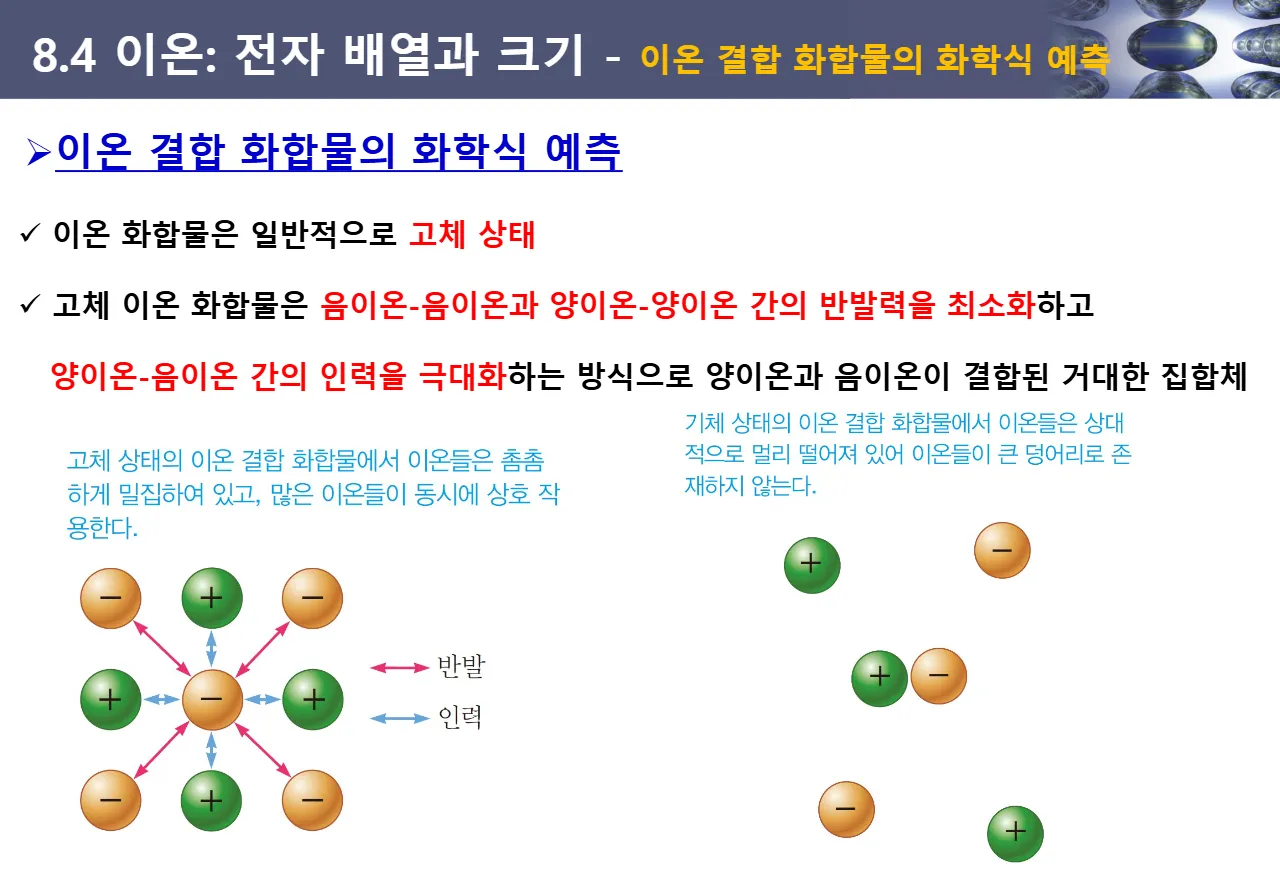 8.4 이온: 전자 배열과 크기 - 이온 결합 화합물의 화학식 예측
➢이온 결합 화합물의 화학식 예측
✓ 이온 화합물은 일반적으로 고체 상태
✓ 고체 이온 화합물은 음이온-음이온과 양이온-양이온 간의 반발력을 최소화하고
양이온-음이온 간의 인력을 극대화하는 방식으로 양이온과 음이온이 결합된 거대한 집합체
고체 상태의 이온 결합 화합물에서 이온들은 촘촘
하게 밀집하여 있고, 많은 이온들이 동시에 상호 작
용한다.
− + −
+ − +
− + −
반발
인력
기체 상태의 이온 결합 화합물에서 이온들은 상대
적으로 멀리 떨어져 있어 이온들이 큰 덩어리로 존
재하지 않는다.
+ −
+ −
− +